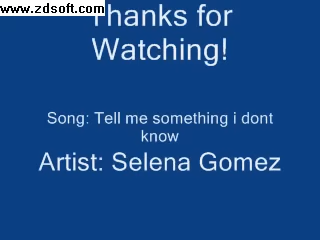 www.zdsoft.com
Thanks for
Watching!
Song: Tell me something i dont
know
Artist: Selena Gomez